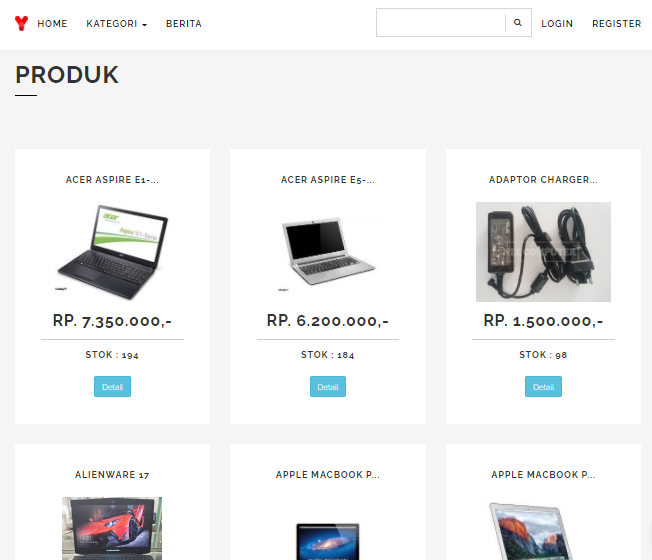 HOME
KATEGORI
BERITA
LOGIN
REGISTER
PRODUK
ACER ASPIRE E1-...
ACER ASPIRE E5-...
ADAPTOR CHARGER...
acer
RP. 7.350.000,-
RP. 6.200.000,-
RP. 1.500.000,-
STOK : 194
STOK : 184
STOK : 98
Detail
Detail
Detail
ALIENWARE 17
APPLE MACBOOK P...
APPLE MACBOOK P...